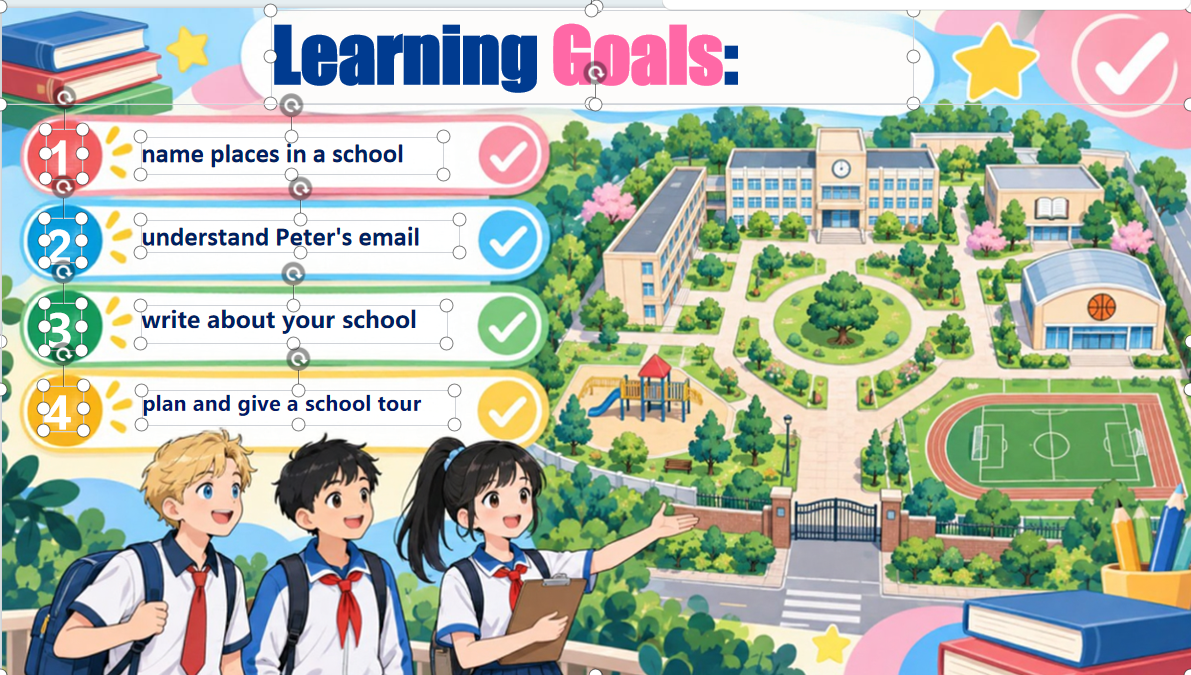 Learning Goals:
1 name places in a school
2 understand Peter's email
3 write about your school
4 plan and give a school tour